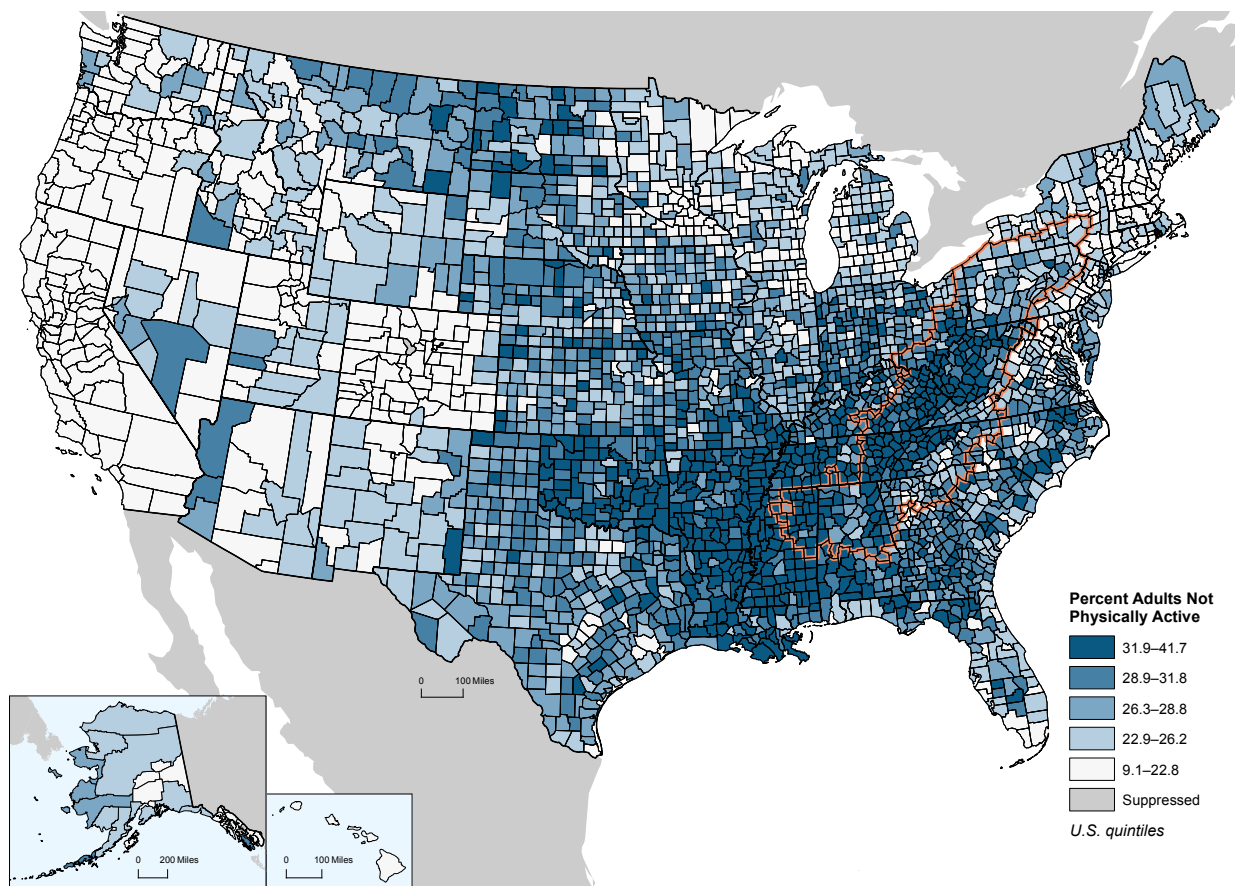 0 100 Miles
Percent Adults Not
Physically Active
31.9–41.7
28.9–31.8
26.3–28.8
22.9–26.2
9.1–22.8
Suppressed
U.S. quintiles
0 200 Miles
0 100 Miles